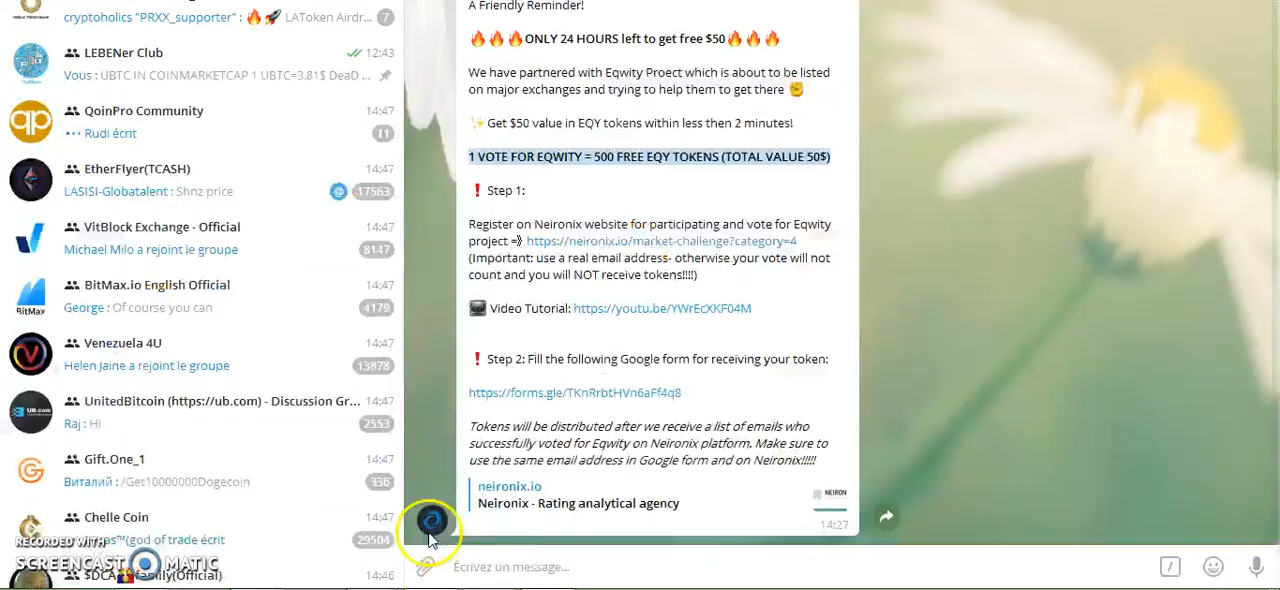 cryptoholics "PRXX_supporter" : 🔥🚀 LAToken Airdr... 7
LEBENer Club 12:43
Vous : UBTC IN COINMARKETCAP 1 UBTC=3.81$ DeaD ...
QoinPro Community 14:47
Rudi écrit 11
EtherFlyer(TCASH) 14:47
LASISI-Globatalent : Shnz price @ 17563
VitBlock Exchange - Official 14:47
Michael Milo a rejoint le groupe 8147
BitMax.io English Official 14:47
BitMax
George : Of course you can 4179
Venezuela 4U 14:47
Helen Jaine a rejoint le groupe 13878
UnitedBitcoin (https://ub.com) - Discussion Gr... 14:47
Raj : Hi 2553
Gift.One_1 14:47
Виталий : /Get10000000Dogecoin 336
Chelle Coin 14:47
(god of trade écrit 29504
$DCA family(Official) 14:46
RECORDED WITH
SCREENCAST MATIC
A Friendly Reminder!
🔥🔥🔥ONLY 24 HOURS left to get free $50🔥🔥🔥
We have partnered with Eqwity Proect which is about to be listed
on major exchanges and trying to help them to get there ✊
✨ Get $50 value in EQY tokens within less then 2 minutes!
1 VOTE FOR EQWITY = 500 FREE EQY TOKENS (TOTAL VALUE 50$)
❗ Step 1:
Register on Neironix website for participating and vote for Eqwity
project => https://neironix.io/market-challenge?category=4
(Important: use a real email address- otherwise your vote will not
count and you will NOT receive tokens!!!!)
Video Tutorial: https://youtu.be/YWrEcXKF04M
❗ Step 2: Fill the following Google form for receiving your token:
https://forms.gle/TKnRrbtHVn6aFf4q8
Tokens will be distributed after we receive a list of emails who
successfully voted for Eqwity on Neironix platform. Make sure to
use the same email address in Google form and on Neironix!!!!!
neironix.io
Neironix - Rating analytical agency
NEIRON
14:27
Écrivez un message...